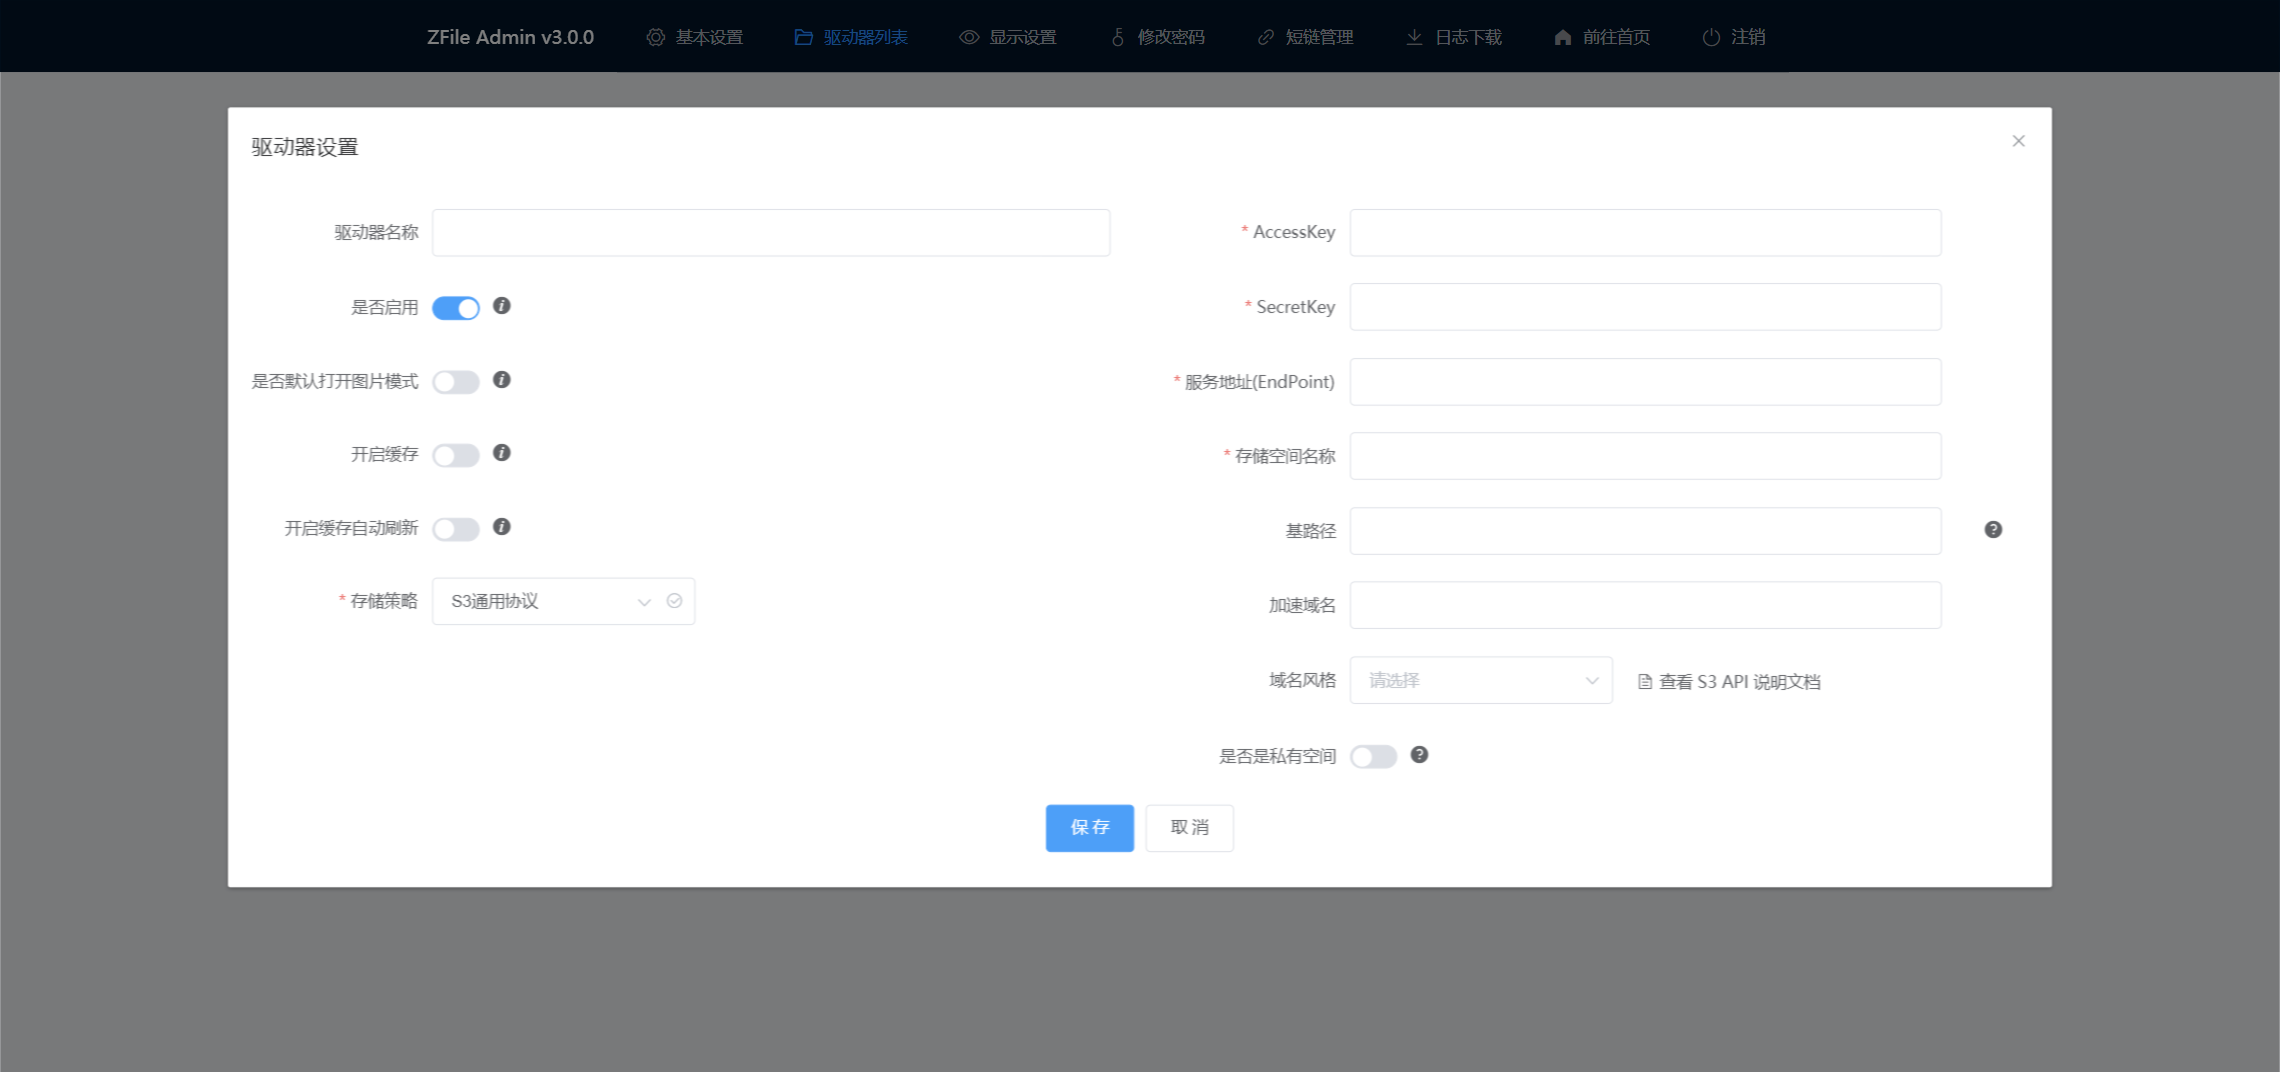 ZFile Admin v3.0.0 基本设置 驱动器列表 显示设置 修改密码 短链管理 日志下载 前往首页 注销
驱动器设置
驱动器名称
是否启用
是否默认打开图片模式
开启缓存
开启缓存自动刷新
* 存储策略 S3通用协议
* AccessKey
* SecretKey
* 服务地址(EndPoint)
* 存储空间名称
基路径
加速域名
域名风格 请选择 查看 S3 API 说明文档
是否是私有空间
保存 取消